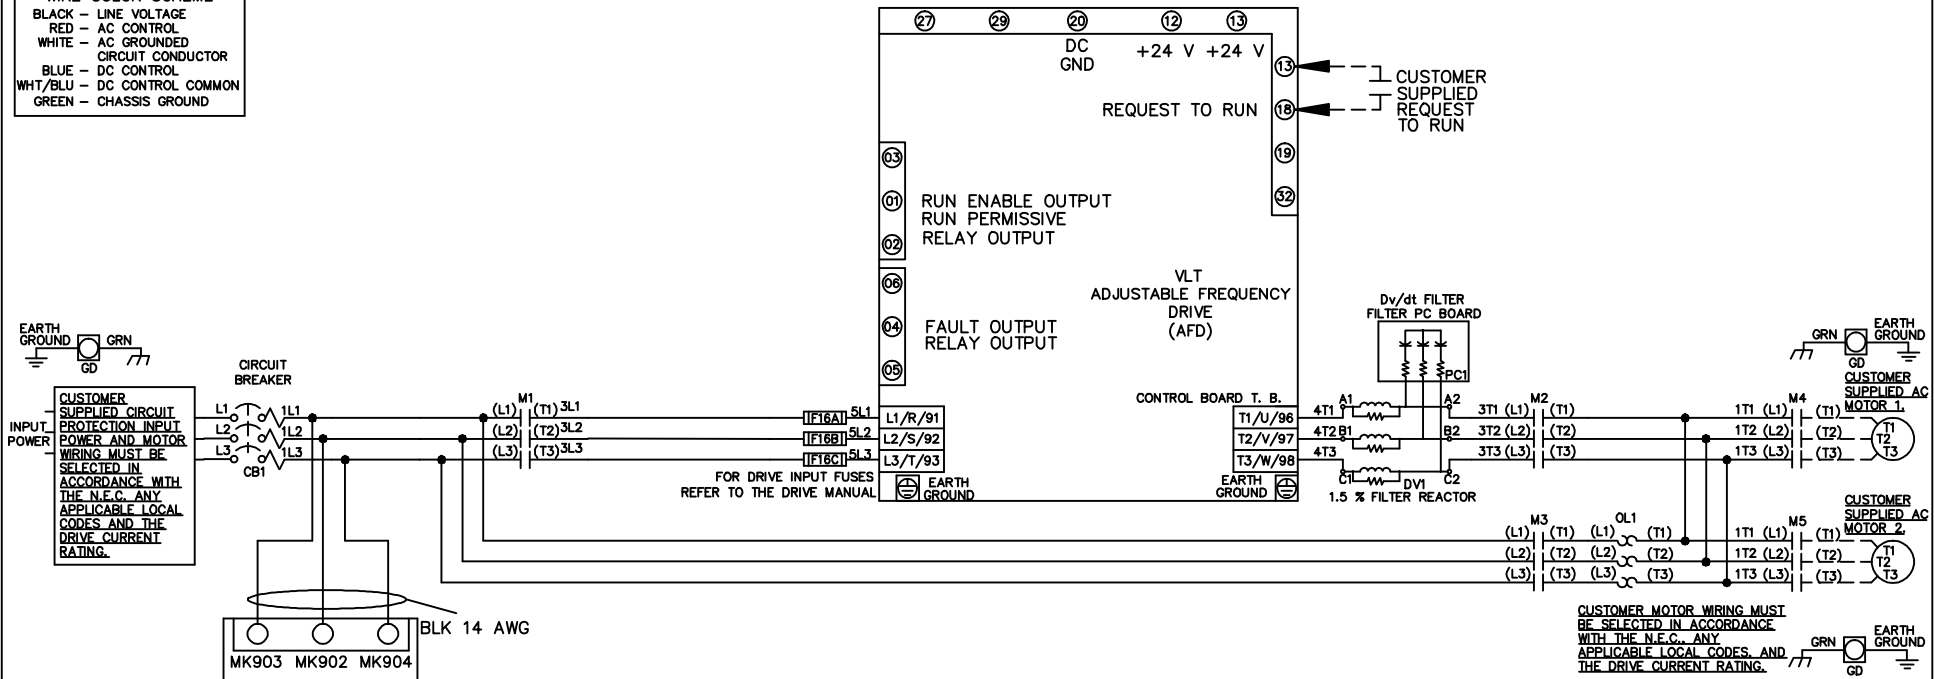 BLACK – LINE VOLTAGE
RED – AC CONTROL
WHITE – AC GROUNDED
CIRCUIT CONDUCTOR
BLUE – DC CONTROL
WHT/BLU – DC CONTROL COMMON
GREEN – CHASSIS GROUND
27 29 20 12 13
DC
GND
+24 V +24 V
13
18
19
32
REQUEST TO RUN
CUSTOMER
SUPPLIED
REQUEST
TO RUN
03
01
02
RUN ENABLE OUTPUT
RUN PERMISSIVE
RELAY OUTPUT
06
04
05
FAULT OUTPUT
RELAY OUTPUT
VLT
ADJUSTABLE FREQUENCY
DRIVE
(AFD)
Dv/dt FILTER
FILTER PC BOARD
PC1
EARTH
GROUND
GRN
GD
CIRCUIT
BREAKER
INPUT
POWER
CUSTOMER
SUPPLIED CIRCUIT
PROTECTION INPUT
POWER AND MOTOR
WIRING MUST BE
SELECTED IN
ACCORDANCE WITH
THE N.E.C. ANY
APPLICABLE LOCAL
CODES AND THE
DRIVE CURRENT
RATING.
L1 1L1
L2 1L2
L3 1L3
CB1
M1
(L1) (T1) 3L1
(L2) (T2) 3L2
(L3) (T3) 3L3
F16A 5L1 L1/R/91
F16B 5L2 L2/S/92
F16C 5L3 L3/T/93
FOR DRIVE INPUT FUSES
REFER TO THE DRIVE MANUAL
EARTH
GROUND
CONTROL BOARD T. B.
T1/U/96 4T1 A1 A2
T2/V/97 4T2 B1 B2
T3/W/98 4T3 C1 C2
EARTH
GROUND
DV1
1.5 % FILTER REACTOR
M2
3T1 (L1) (T1)
3T2 (L2) (T2)
3T3 (L3) (T3)
M4
1T1 (L1) (T1)
1T2 (L2) (T2)
1T3 (L3) (T3)
GRN
GD
EARTH
GROUND
CUSTOMER
SUPPLIED AC
MOTOR 1.
T1
T2
T3
M3
(L1) (T1)
(L2) (T2)
(L3) (T3)
OL1
(L1) (T1)
(L2) (T2)
(L3) (T3)
M5
1T1 (L1) (T1)
1T2 (L2) (T2)
1T3 (L3) (T3)
CUSTOMER
SUPPLIED AC
MOTOR 2.
T1
T2
T3
BLK 14 AWG
MK903 MK902 MK904
CUSTOMER MOTOR WIRING MUST
BE SELECTED IN ACCORDANCE
WITH THE N.E.C., ANY
APPLICABLE LOCAL CODES, AND
THE DRIVE CURRENT RATING.
GRN
GD
EARTH
GROUND